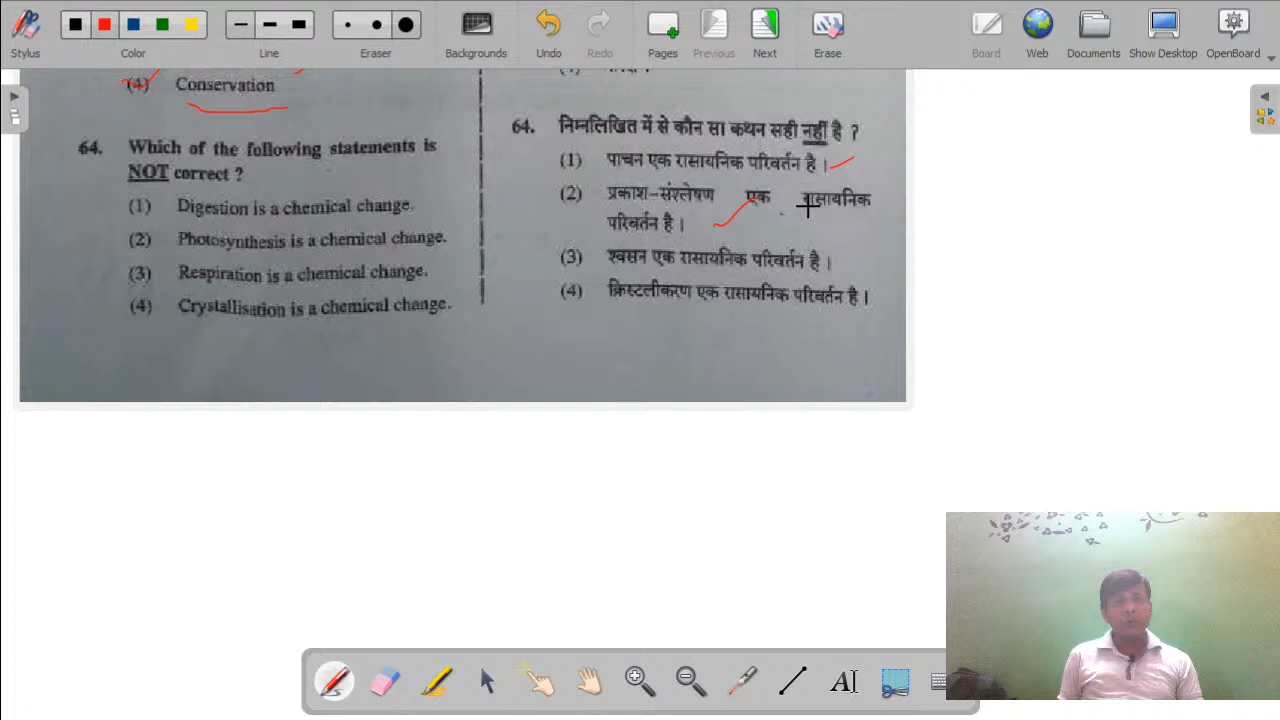 Stylus
Color
Line
Eraser
Backgrounds
Undo
Redo
Pages
Previous
Next
Erase
Board
Web
Documents
Show Desktop
OpenBoard
(4) Conservation
64. Which of the following statements is
NOT correct ?
(1) Digestion is a chemical change.
(2) Photosynthesis is a chemical change.
(3) Respiration is a chemical change.
(4) Crystallisation is a chemical change.
64. निम्नलिखित में से कौन सा कथन सही नहीं है ?
(1) पाचन एक रासायनिक परिवर्तन है ।
(2) प्रकाश-संश्लेषण एक रासायनिक
परिवर्तन है ।
(3) श्वसन एक रासायनिक परिवर्तन है ।
(4) क्रिस्टलीकरण एक रासायनिक परिवर्तन है ।